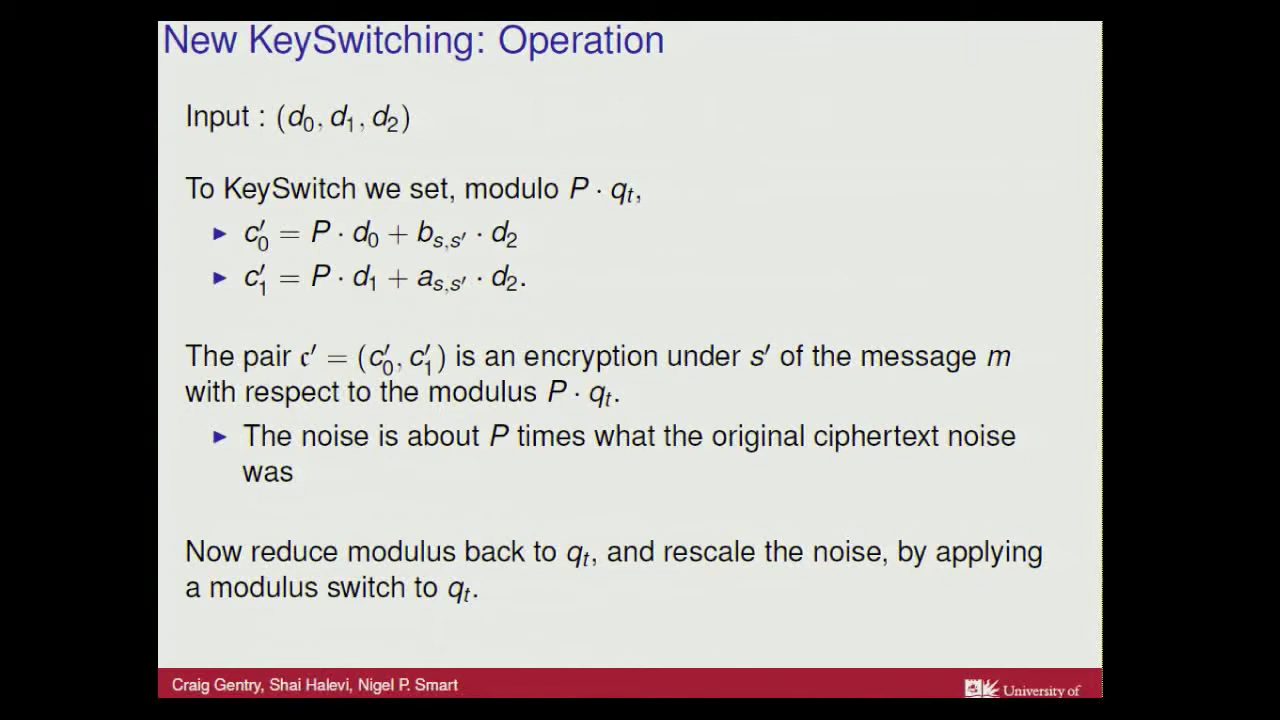 New KeySwitching: Operation
Input : (d₀, d₁, d₂)
To KeySwitch we set, modulo P · qₜ,
▶ c′₀ = P · d₀ + bₛ,ₛ′ · d₂
▶ c′₁ = P · d₁ + aₛ,ₛ′ · d₂.
The pair 𝔠′ = (c′₀, c′₁) is an encryption under s′ of the message m
with respect to the modulus P · qₜ.
▶ The noise is about P times what the original ciphertext noise
was
Now reduce modulus back to qₜ, and rescale the noise, by applying
a modulus switch to qₜ.
Craig Gentry, Shai Halevi, Nigel P. Smart
University of